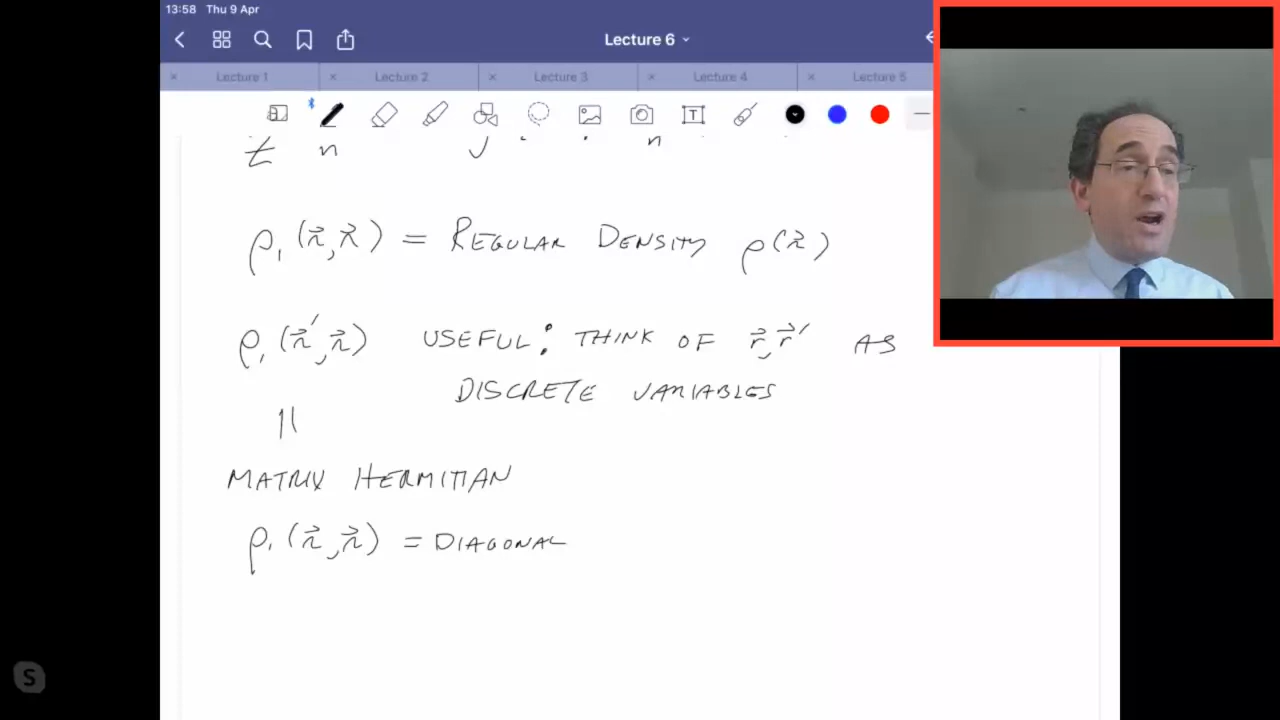 13:58 Thu 9 Apr
Lecture 6
Lecture 1
Lecture 2
Lecture 3
Lecture 4
Lecture 5
T
n
n
ρ₁(r⃗,r⃗) = REGULAR DENSITY ρ(r⃗)
ρ₁(r⃗′,r⃗) USEFUL: THINK OF r⃗,r⃗′ AS
DISCRETE VARIABLES
||
MATRIX HERMITIAN
ρ₁(r⃗,r⃗) = DIAGONAL
S